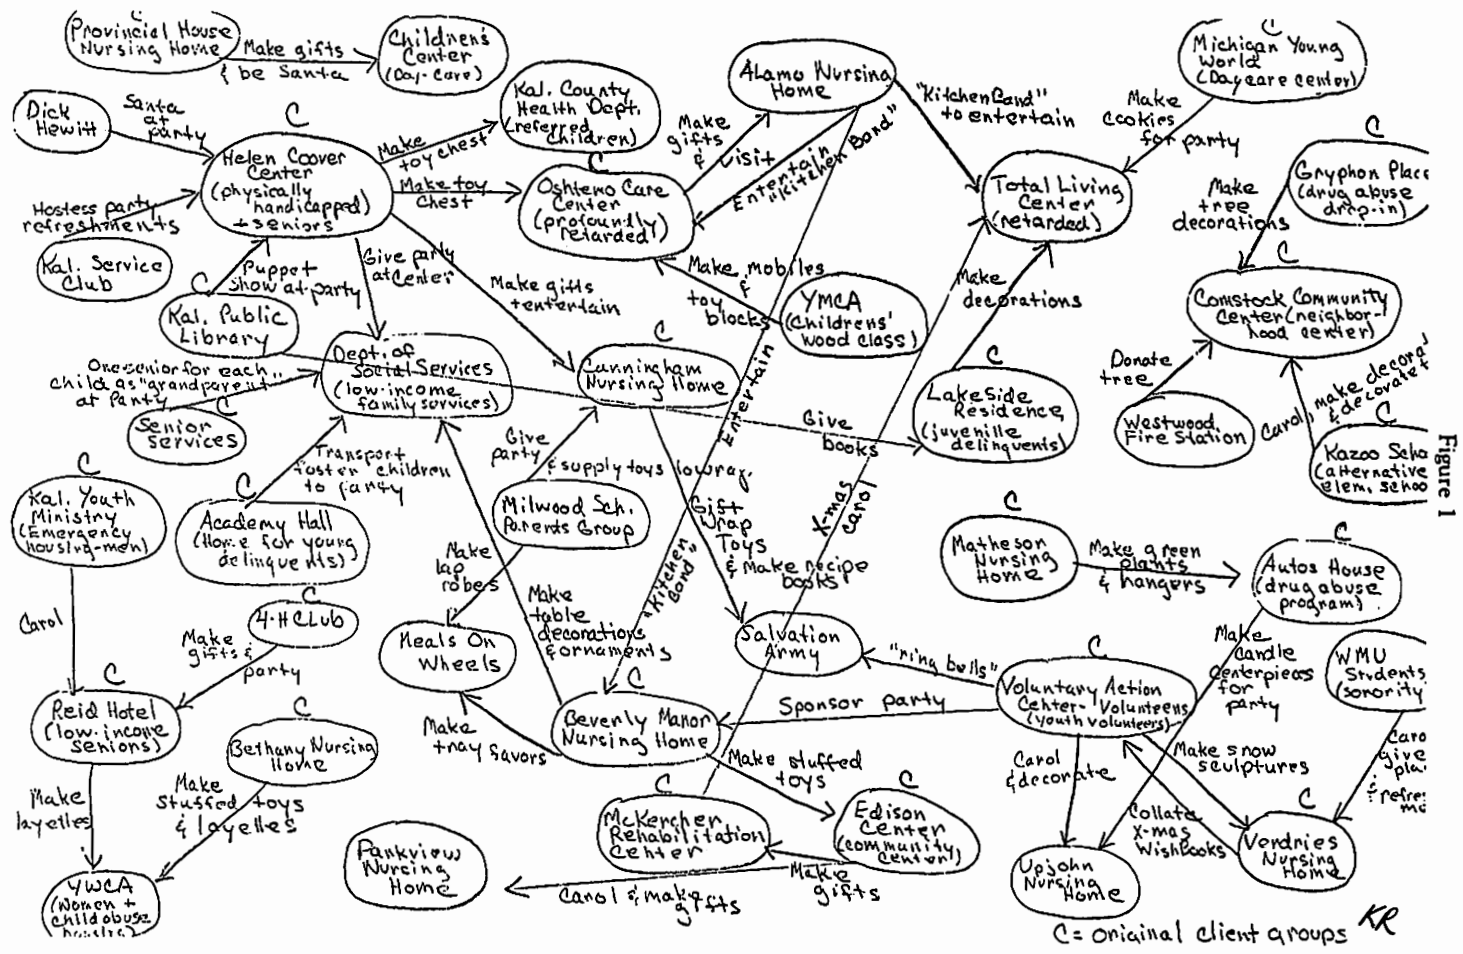 C
Provincial House
Nursing Home
Make gifts
& be Santa
Children's
Center
(Day-Care)
Dick
Hewitt
Santa
at
party
C
Helen Coover
Center
(physically
handicapped)
+ seniors
Make
toy chest
Kal. County
Health Dept.
(referred
children)
Make toy
chest
C
Oshtemo Care
Center
(profoundly
retarded)
Make
gifts
&
visit
Alamo Nursing
Home
Entertain
"Kitchen Band"
"Kitchen Band"
to entertain
C
Michigan Young
World
(Daycare center)
Make
cookies
for party
Total Living
Center
(retarded)
C
Gryphon Plac
(drug abuse
drop-in)
Make
tree
decorations
Hostess party
refreshments
Kal. Service
Club
C
Kal. Public
Library
Puppet
show at party
Give party
at Center
Make gifts
entertain
Make mobiles
&
toy
blocks
YMCA
(Childrens'
wood class)
Make
decorations
C
Comstock Community
Center (neighbor-
hood center)
Donate
tree
Westwood
Fire Station
Carol, make decora
& decorate
C
Kazoo Scho
(alternative
elem. schoo
Figure 1
Dept. of
Social Services
(low-income
family services)
One senior for each
child as "grandparent"
at Party
C
Senior
Services
C
Cunningham
Nursing Home
Entertain
"Kitchen
Band"
Give
books
C
Lakeside
Residence
(juvenille
delinquents)
X-mas
carol
C
Kal. Youth
Ministry
(Emergency
housing-men)
Transport
foster children
to party
C
Academy Hall
(Home for young
delinquents)
Give
party
& supply toys
Milwood Sch.
Parents Group
Gift
Wrap
Toys
& Make recipe
books
Make
lap
robes
Make
table
decorations
& ornaments
C
Matheson
Nursing
Home
Make green
plants
& hangers
C
Autos House
(drug abuse
program)
Carol
C
4-H Club
Make
gifts &
party
Meals On
Wheels
Make
tray savors
Salvation
Army
"ring bells"
C
Voluntary Action
Center- Volunteers
(youth volunteers)
Make
candle
centerpieces
for
party
WMU
Students
(sorority
C
Reid Hotel
(low-income
seniors)
C
Bethany Nursing
Home
C
Beverly Manor
Nursing Home
Sponsor party
Make stuffed
toys
Carol
& decorate
Make snow
sculptures
Collate
X-mas
Wishbooks
Caro
give
pla
& refre
Make
layettes
Make
stuffed toys
& layettes
Parkview
Nursing
Home
C
McKercher
Rehabilitation
Center
C
Edison
Center
(community
center)
Make
gifts
Carol & make
gifts
Upjohn
Nursing
Home
C
Vendries
Nursing
Home
YWCA
(Women +
child abuse
C = original client groups
KR